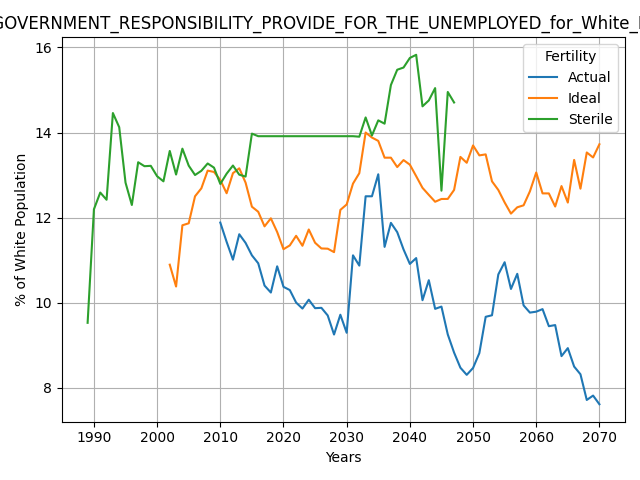 GOVERNMENT_RESPONSIBILITY_PROVIDE_FOR_THE_UNEMPLOYED_for_White_
Fertility
Actual
Ideal
Sterile
% of White Population
16
14
12
10
8
1990 2000 2010 2020 2030 2040 2050 2060 2070
Years